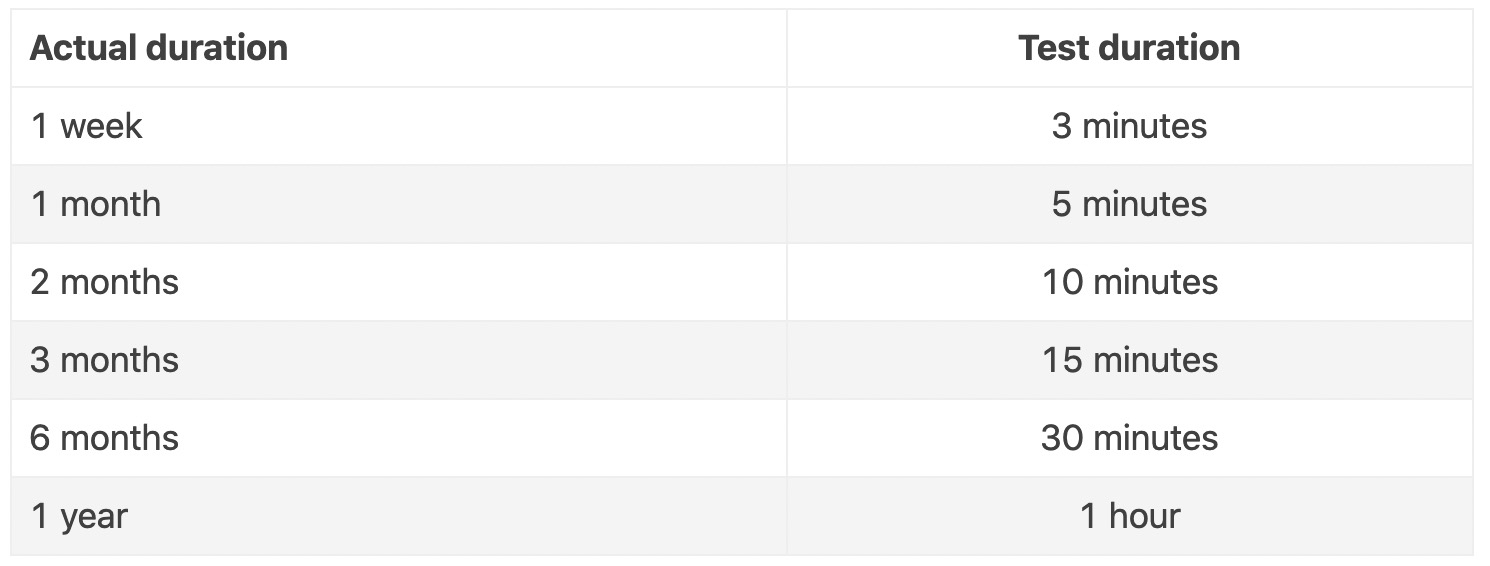 Actual duration Test duration
1 week 3 minutes
1 month 5 minutes
2 months 10 minutes
3 months 15 minutes
6 months 30 minutes
1 year 1 hour